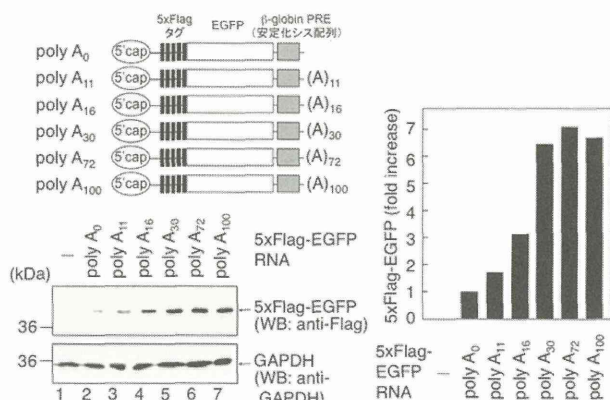 5xFlag
タグ
EGFP
β-globin PRE
(安定化シス配列)
poly A0 5'cap
poly A11 5'cap (A)11
poly A16 5'cap (A)16
poly A30 5'cap (A)30
poly A72 5'cap (A)72
poly A100 5'cap (A)100
(kDa)
– poly A0 poly A11 poly A16 poly A30 poly A72 poly A100
5xFlag-EGFP
RNA
36
5xFlag-EGFP
(WB: anti-Flag)
36
GAPDH
(WB: anti-
GAPDH)
1 2 3 4 5 6 7
5xFlag-EGFP (fold increase)
7
6
5
4
3
2
1
0
5xFlag-
EGFP
RNA
– poly A0 poly A11 poly A16 poly A30 poly A72 poly A100